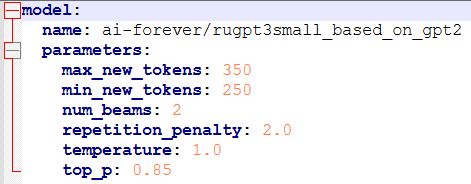 model:
name: ai-forever/rugpt3small_based_on_gpt2
parameters:
max_new_tokens: 350
min_new_tokens: 250
num_beams: 2
repetition_penalty: 2.0
temperature: 1.0
top_p: 0.85